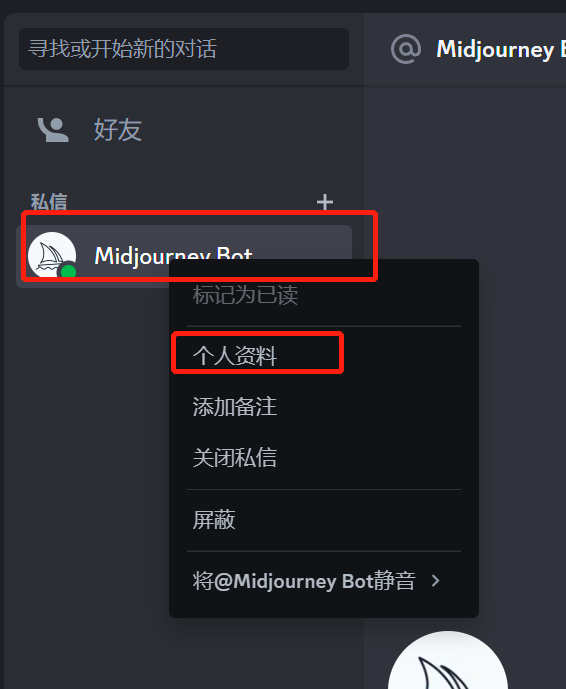 寻找或开始新的对话
Midjourney
好友
私信
Midjourney Bot
标记为已读
个人资料
添加备注
关闭私信
屏蔽
将@Midjourney Bot静音